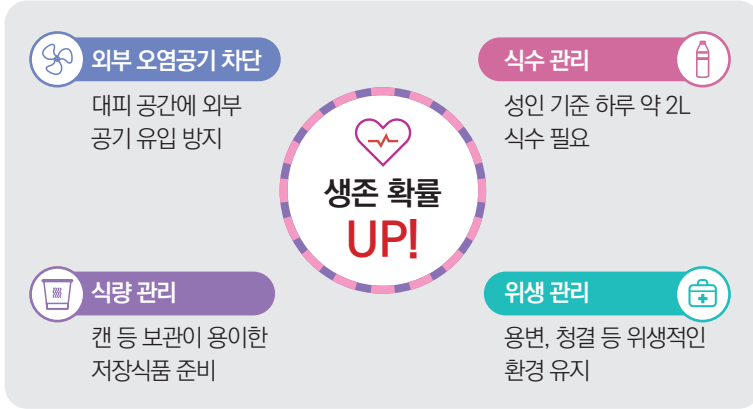 외부 오염공기 차단
대피 공간에 외부
공기 유입 방지
식수 관리
성인 기준 하루 약 2L
식수 필요
생존 확률
UP!
식량 관리
캔 등 보관이 용이한
저장식품 준비
위생 관리
용변, 청결 등 위생적인
환경 유지